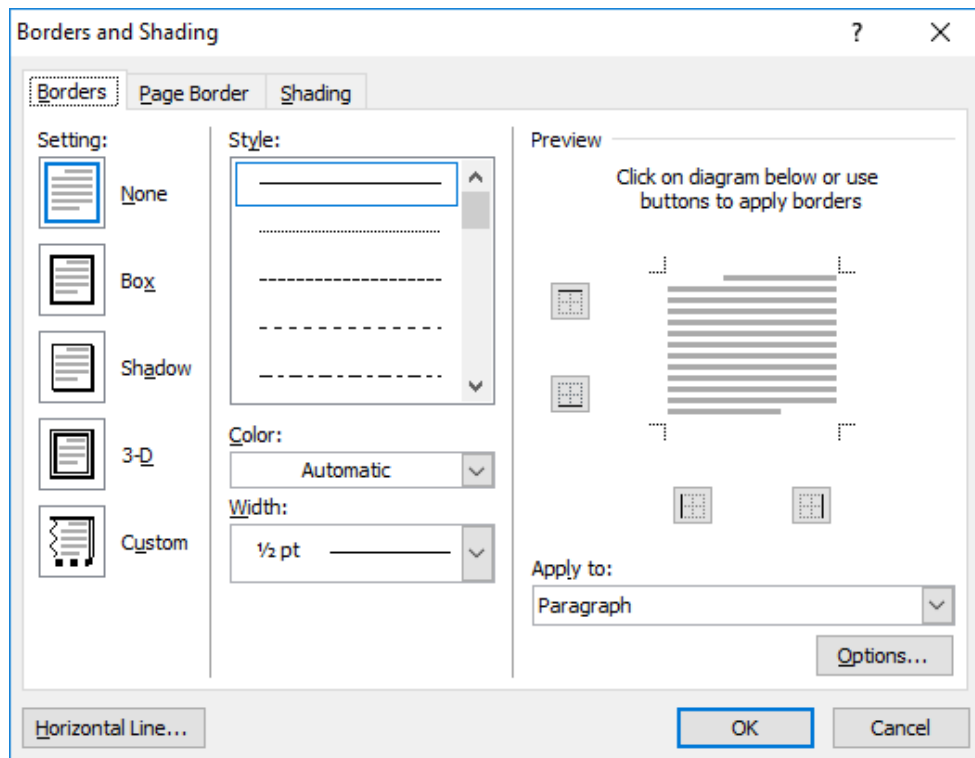 Borders and Shading
?
Borders
Page Border
Shading
Setting:
None
Box
Shadow
3-D
Custom
Style:
Color:
Automatic
Width:
½ pt
Preview
Click on diagram below or use
buttons to apply borders
Apply to:
Paragraph
Options...
Horizontal Line...
OK
Cancel